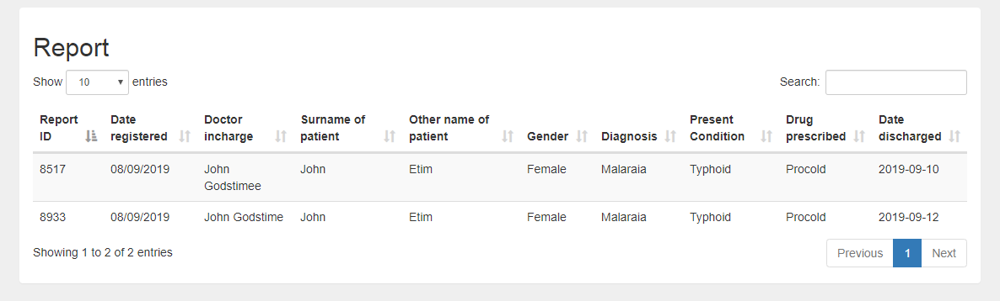 Report
Show 10 entries Search:
Report ID Date registered Doctor incharge Surname of patient Other name of patient Gender Diagnosis Present Condition Drug prescribed Date discharged
8517 08/09/2019 John Godstimee John Etim Female Malaraia Typhoid Procold 2019-09-10
8933 08/09/2019 John Godstime John Etim Female Malaraia Typhoid Procold 2019-09-12
Showing 1 to 2 of 2 entries Previous 1 Next